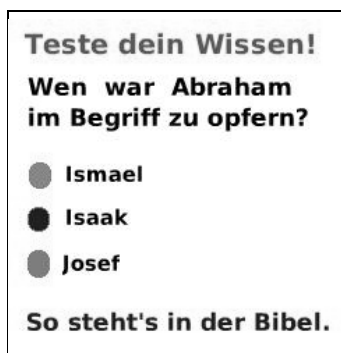 Teste dein Wissen!
Wen war Abraham
im Begriff zu opfern?
Ismael
Isaak
Josef
So steht's in der Bibel.